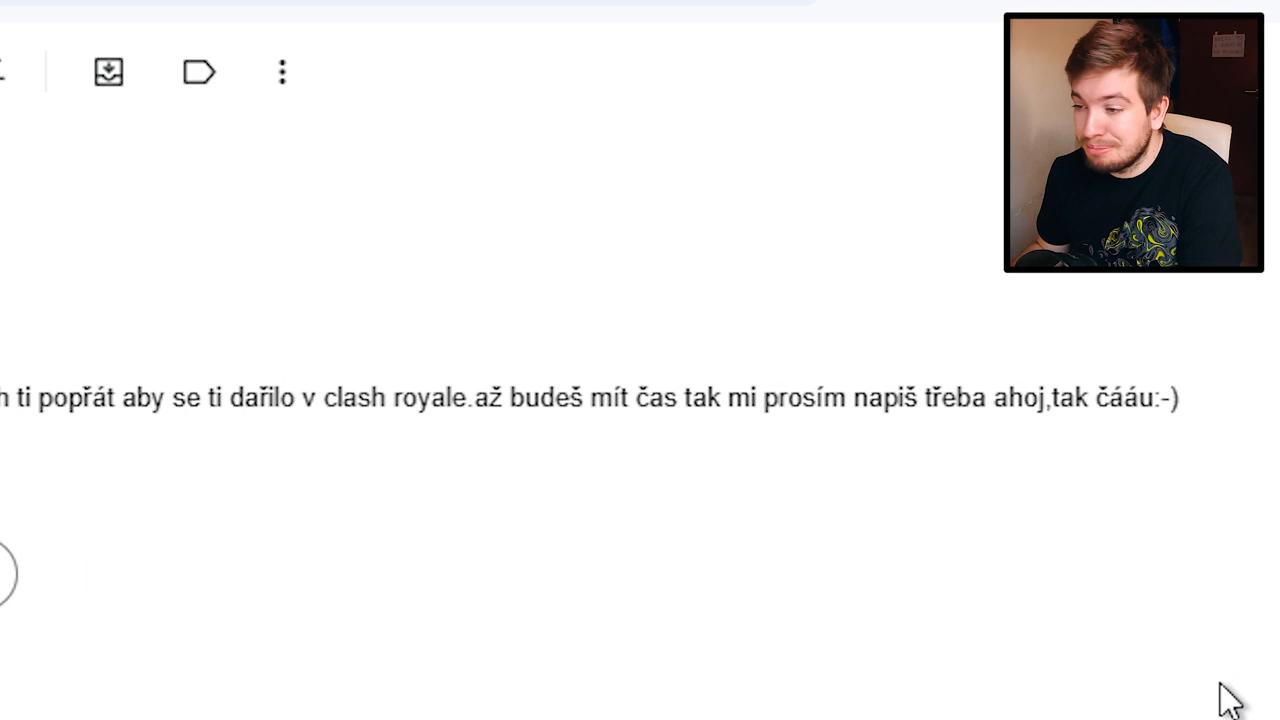 ti popřát aby se ti dařilo v clash royale.až budeš mít čas tak mi prosím napiš třeba ahoj,tak čááu:-)